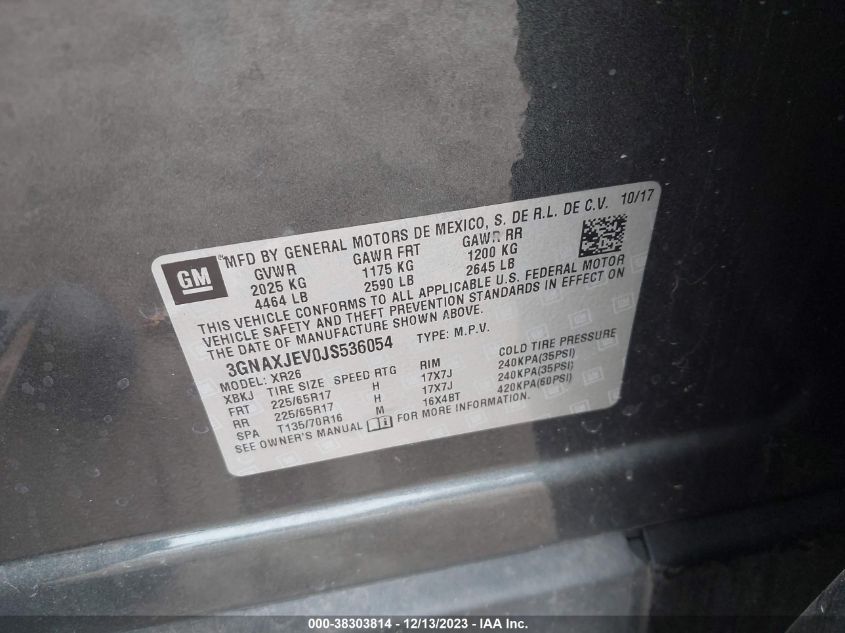 GM
MFD BY GENERAL MOTORS DE MEXICO, S. DE R.L. DE C.V. 10/17
GVWR GAWR FRT GAWR RR
2025 KG 1175 KG 1200 KG
4464 LB 2590 LB 2645 LB
THIS VEHICLE CONFORMS TO ALL APPLICABLE U.S. FEDERAL MOTOR
VEHICLE SAFETY AND THEFT PREVENTION STANDARDS IN EFFECT ON
THE DATE OF MANUFACTURE SHOWN ABOVE.
3GNAXJEV0JS536054 TYPE: M.P.V.
MODEL: XR26
XBKJ TIRE SIZE SPEED RTG RIM COLD TIRE PRESSURE
FRT 225/65R17 H 17X7J 240KPA(35PSI)
RR 225/65R17 H 17X7J 240KPA(35PSI)
SPA T135/70R16 M 16X4BT 420KPA(60PSI)
SEE OWNER'S MANUAL FOR MORE INFORMATION.
000-38303814 - 12/13/2023 - IAA Inc.